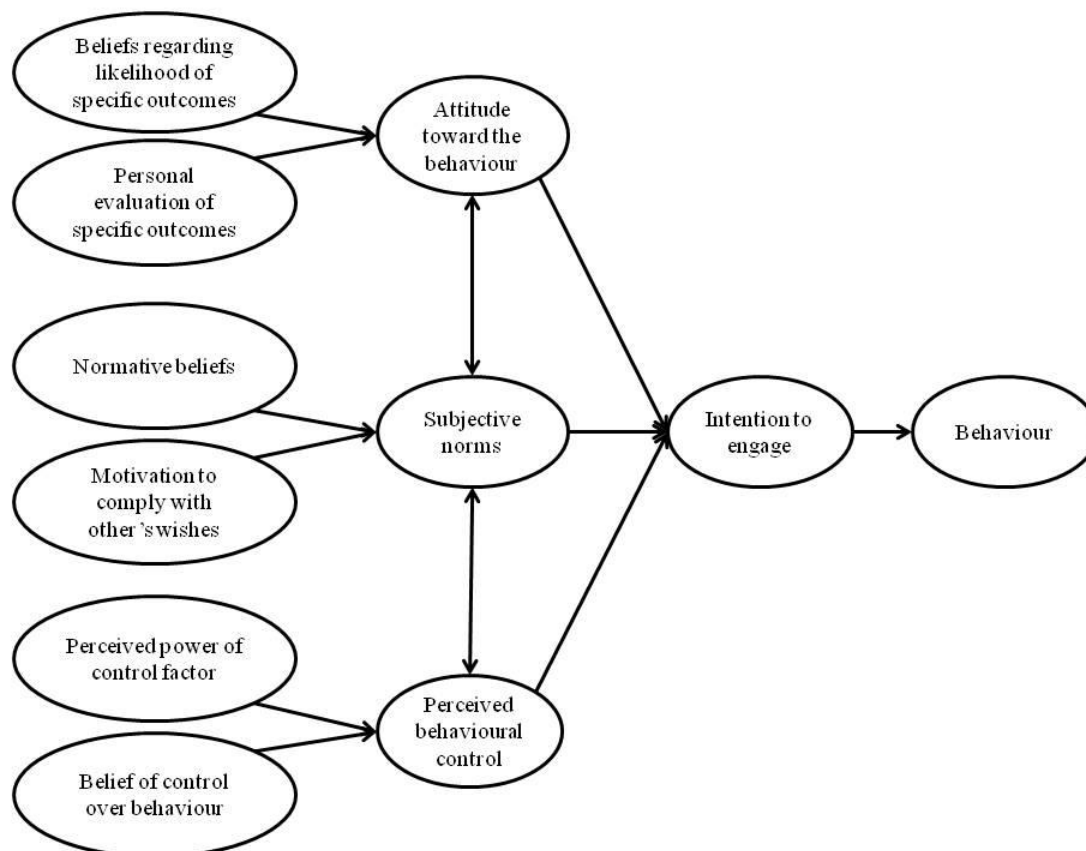 Beliefs regarding
likelihood of
specific outcomes
Personal
evaluation of
specific outcomes
Attitude
toward the
behaviour
Normative beliefs
Motivation to
comply with
other's wishes
Subjective
norms
Intention to
engage
Behaviour
Perceived power of
control factor
Belief of control
over behaviour
Perceived
behavioural
control